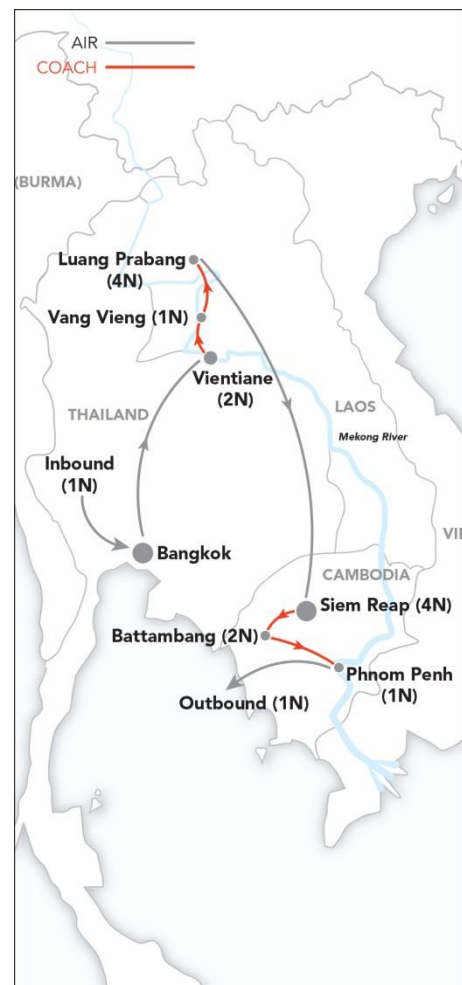 AIR
COACH
(BURMA)
Luang Prabang
(4N)
Vang Vieng (1N)
Vientiane
(2N)
THAILAND
LAOS
Mekong River
Inbound
(1N)
VI
Bangkok
CAMBODIA
Siem Reap (4N)
Battambang (2N)
Phnom Penh
(1N)
Outbound (1N)